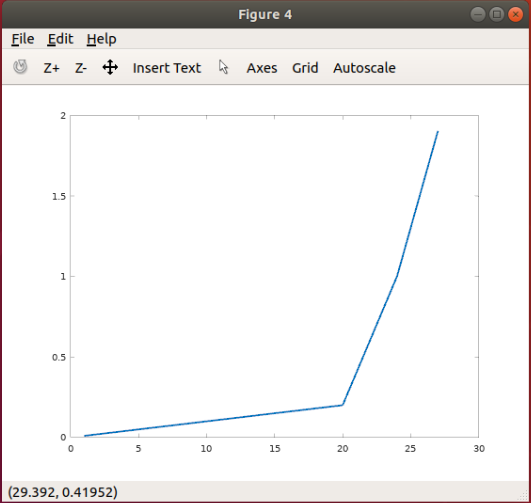 Figure 4
File Edit Help
Z+ Z- Insert Text Axes Grid Autoscale
2
1.5
1
0.5
0
0 5 10 15 20 25 30
(29.392, 0.41952)